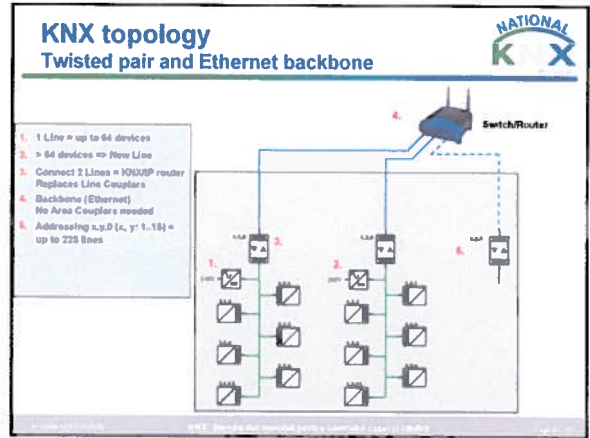 KNX topology
Twisted pair and Ethernet backbone
NATIONAL
KNX
4.
Switch/Router
1. 1 Line = up to 64 devices
2. > 64 devices => New Line
3. Connect 2 Lines = KNX/IP router
Replaces Line Couplers
4. Backbone (Ethernet)
No Area Couplers needed
5. Addressing x.y.0 (x, y: 1..15) =
up to 225 lines
3.
5.
1.
2.